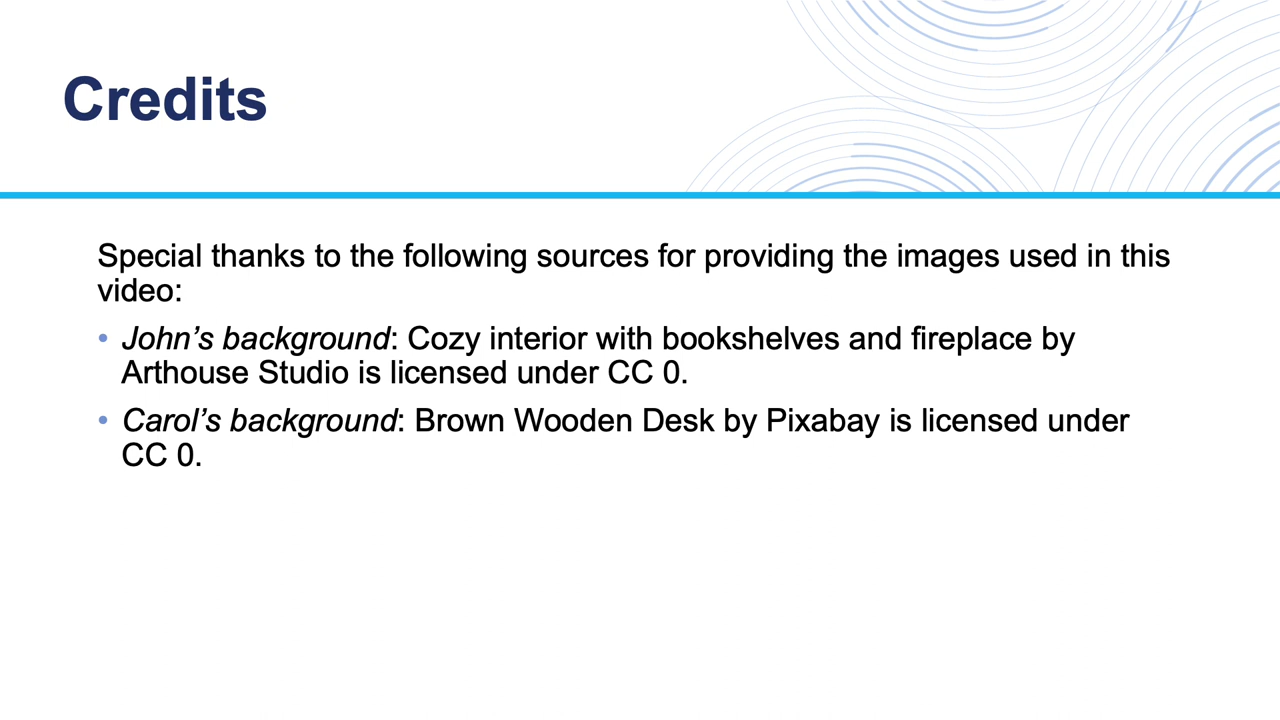 Credits
Special thanks to the following sources for providing the images used in this
video:
• John’s background: Cozy interior with bookshelves and fireplace by
Arthouse Studio is licensed under CC 0.
• Carol’s background: Brown Wooden Desk by Pixabay is licensed under
CC 0.